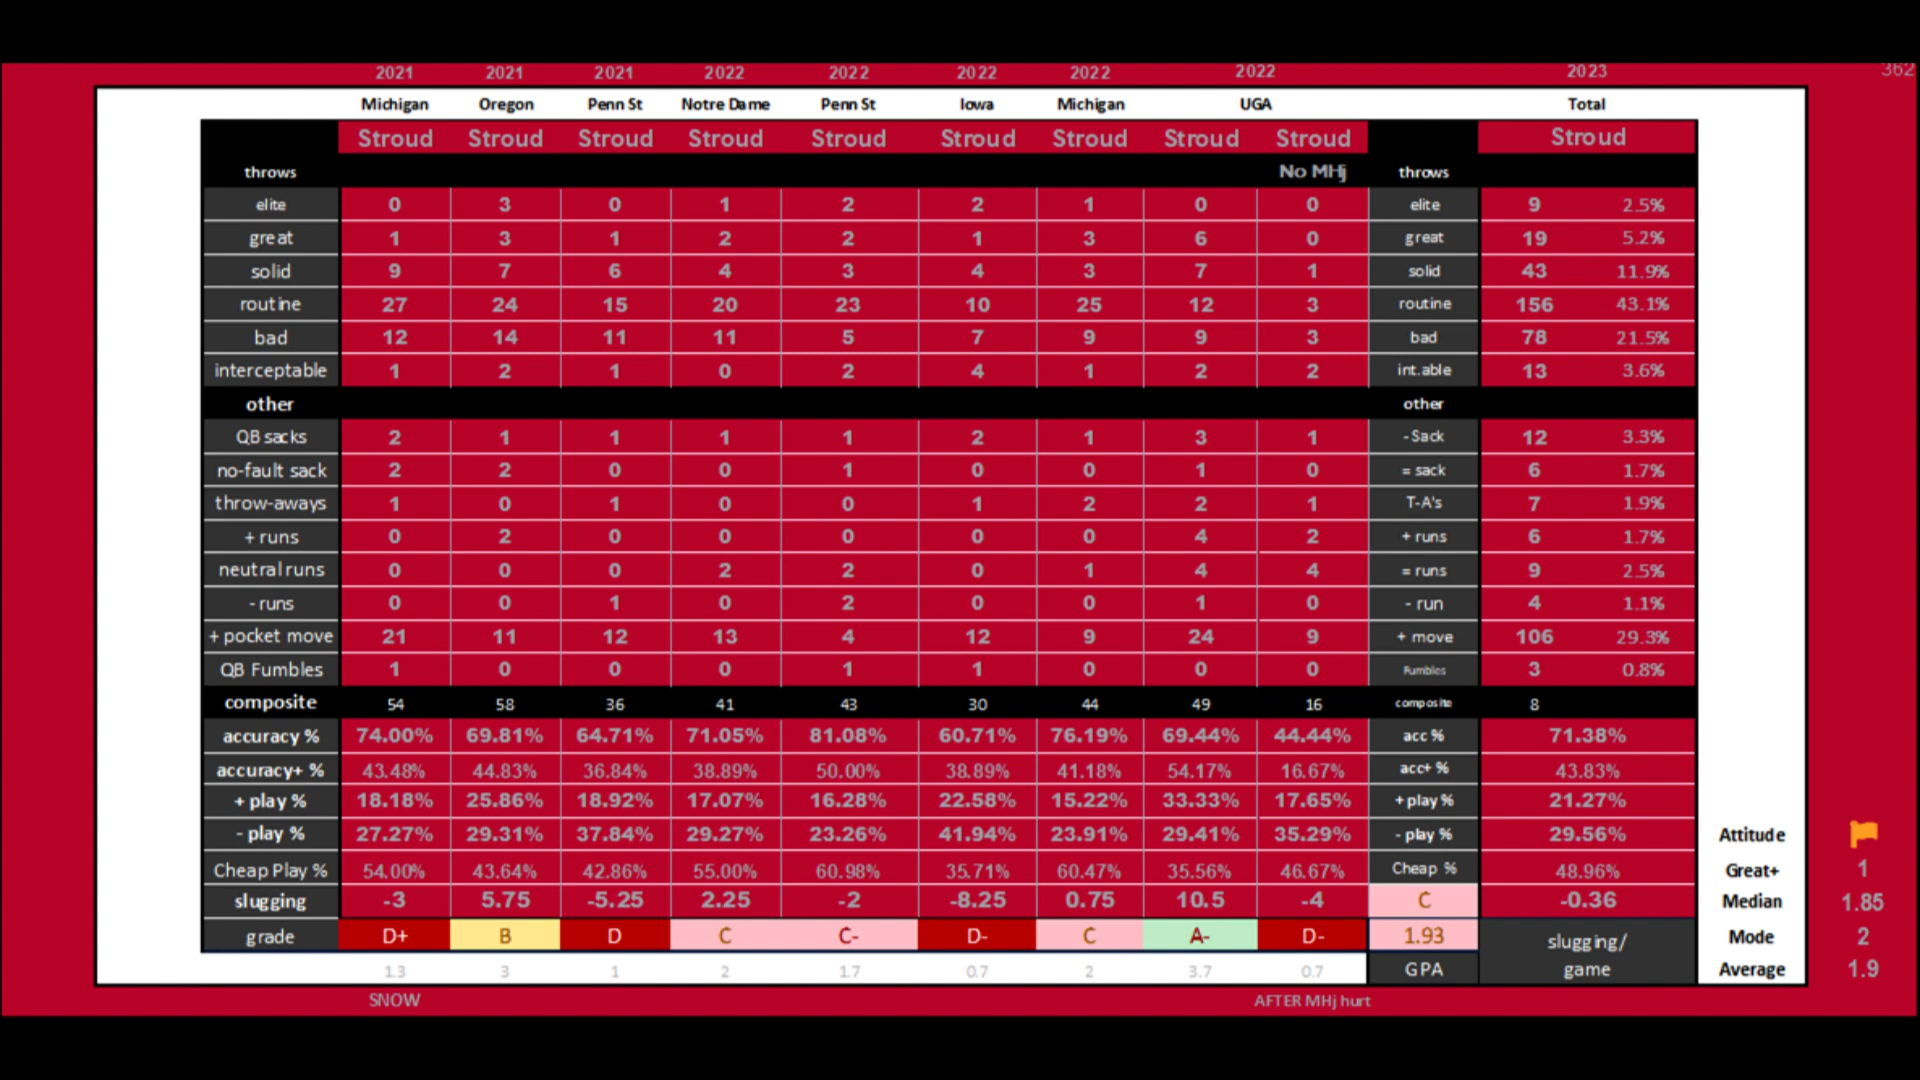 2021 2021 2021 2022 2022 2022 2022 2022 2023 362
Michigan Oregon Penn St Notre Dame Penn St Iowa Michigan UGA Total
Stroud Stroud Stroud Stroud Stroud Stroud Stroud Stroud Stroud Stroud
throws No MHj throws
elite 0 3 0 1 2 2 1 0 0 elite 9 2.5%
great 1 3 1 2 2 1 3 6 0 great 19 5.2%
solid 9 7 6 4 3 4 3 7 1 solid 43 11.9%
routine 27 24 15 20 23 10 25 12 3 routine 156 43.1%
bad 12 14 11 11 5 7 9 9 3 bad 78 21.5%
interceptable 1 2 1 0 2 4 1 2 2 int.able 13 3.6%
other other
QB sacks 2 1 1 1 1 2 1 3 1 -Sack 12 3.3%
no-fault sack 2 2 0 0 1 0 0 1 0 = sack 6 1.7%
throw-aways 1 0 1 0 0 1 2 2 1 T-A's 7 1.9%
+ runs 0 2 0 0 0 0 0 4 2 + runs 6 1.7%
neutral runs 0 0 0 2 2 0 1 4 4 = runs 9 2.5%
- runs 0 0 1 0 2 0 0 1 0 - run 4 1.1%
+ pocket move 21 11 12 13 4 12 9 24 9 + move 106 29.3%
QB Fumbles 1 0 0 0 1 1 0 0 0 Fumbles 3 0.8%
composite 54 58 36 41 43 30 44 49 16 composite 8
accuracy % 74.00% 69.81% 64.71% 71.05% 81.08% 60.71% 76.19% 69.44% 44.44% acc % 71.38%
accuracy+ % 43.48% 44.83% 36.84% 38.89% 50.00% 38.89% 41.18% 54.17% 16.67% acc+ % 43.83%
+ play % 18.18% 25.86% 18.92% 17.07% 16.28% 22.58% 15.22% 33.33% 17.65% + play % 21.27%
- play % 27.27% 29.31% 37.84% 29.27% 23.26% 41.94% 23.91% 29.41% 35.29% - play % 29.56% Attitude
Cheap Play % 54.00% 43.64% 42.86% 55.00% 60.98% 35.71% 60.47% 35.56% 46.67% Cheap % 48.96% Great+ 1
slugging -3 5.75 -5.25 2.25 -2 -8.25 0.75 10.5 -4 C -0.36 Median 1.85
grade D+ B D C C- D- C A- D- 1.93 slugging/ Mode 2
1.3 3 1 2 1.7 0.7 2 3.7 0.7 GPA game Average 1.9
SNOW AFTER MHj hurt